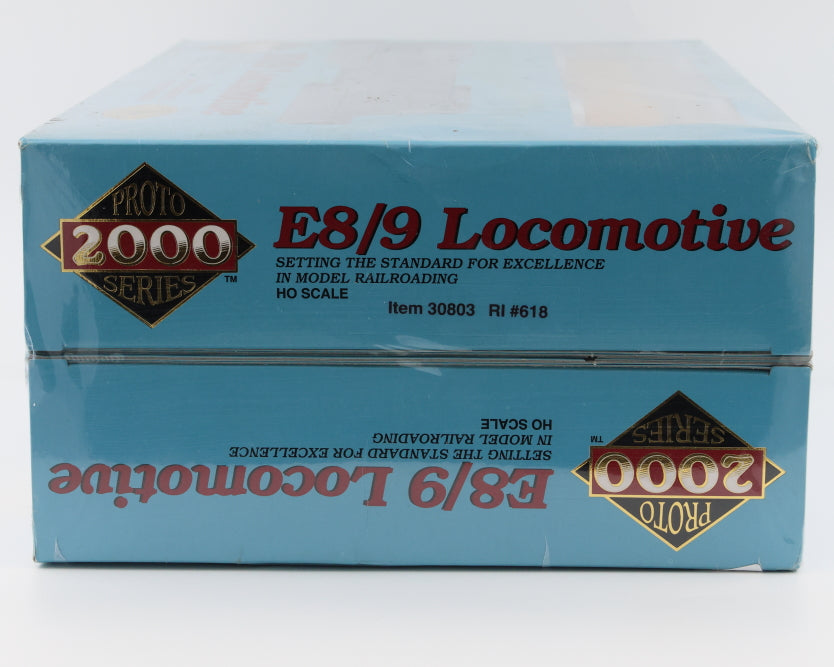 PROTO
2000
SERIES
TM
E8/9 Locomotive
SETTING THE STANDARD FOR EXCELLENCE
IN MODEL RAILROADING
HO SCALE
Item 30803 RI #618
PROTO
2000
SERIES
TM
E8/9 Locomotive
SETTING THE STANDARD FOR EXCELLENCE
IN MODEL RAILROADING
HO SCALE